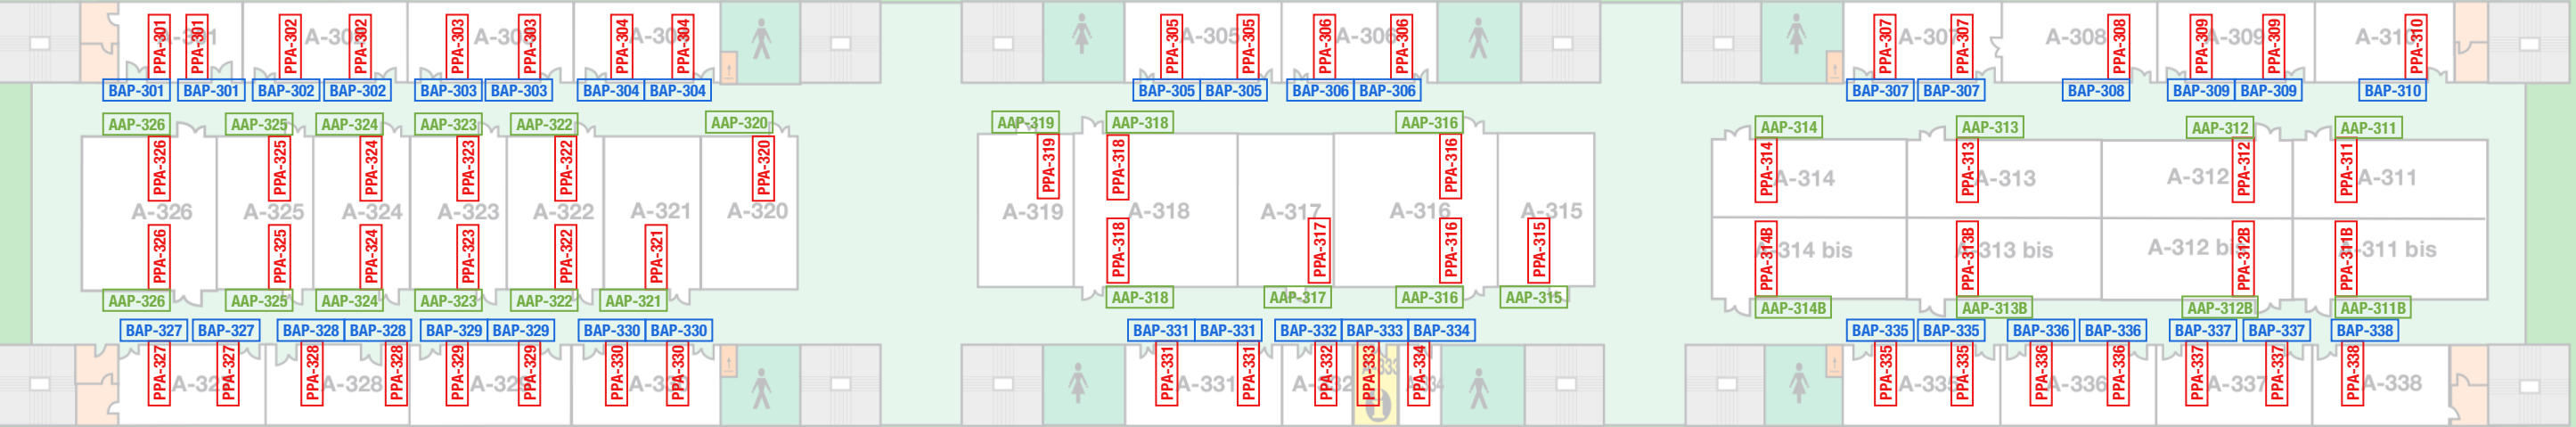 PPA-301 A-301 PPA-301 PPA-302 A-302 PPA-302 PPA-303 A-303 PPA-303 PPA-304 A-304 PPA-304 PPA-305 A-305 PPA-305 PPA-306 A-306 PPA-306 PPA-307 A-307 PPA-307 A-308 PPA-308 PPA-309 A-309 PPA-309 A-310 PPA-310
BAP-301 BAP-301 BAP-302 BAP-302 BAP-303 BAP-303 BAP-304 BAP-304 BAP-305 BAP-305 BAP-306 BAP-306 BAP-307 BAP-307 BAP-308 BAP-309 BAP-309 BAP-310
AAP-326 AAP-325 AAP-324 AAP-323 AAP-322 AAP-320 AAP-319 AAP-318 AAP-316 AAP-314 AAP-313 AAP-312 AAP-311
PPA-326 PPA-325 PPA-324 PPA-323 PPA-322 PPA-320 PPA-319 PPA-318 PPA-316 PPA-314 A-314 PPA-313 A-313 A-312 PPA-312 PPA-311 A-311
A-326 A-325 A-324 A-323 A-322 A-321 A-320 A-319 A-318 A-317 A-316 A-315
PPA-326 PPA-325 PPA-324 PPA-323 PPA-322 PPA-321 PPA-318 PPA-317 PPA-316 PPA-315 PPA-314B A-314 bis PPA-313B A-313 bis A-312 bis PPA-312B PPA-311B A-311 bis
AAP-326 AAP-325 AAP-324 AAP-323 AAP-322 AAP-321 AAP-318 AAP-317 AAP-316 AAP-315 AAP-314B AAP-313B AAP-312B AAP-311B
BAP-327 BAP-327 BAP-328 BAP-328 BAP-329 BAP-329 BAP-330 BAP-330 BAP-331 BAP-331 BAP-332 BAP-333 BAP-334 BAP-335 BAP-335 BAP-336 BAP-336 BAP-337 BAP-337 BAP-338
PPA-327 A-327 PPA-327 PPA-328 A-328 PPA-328 PPA-329 A-329 PPA-329 PPA-330 A-330 PPA-330 PPA-331 A-331 PPA-331 A-332 PPA-332 PPA-333 PPA-334 PPA-335 A-335 PPA-335 PPA-336 A-336 PPA-336 PPA-337 A-337 PPA-337 PPA-338 A-338